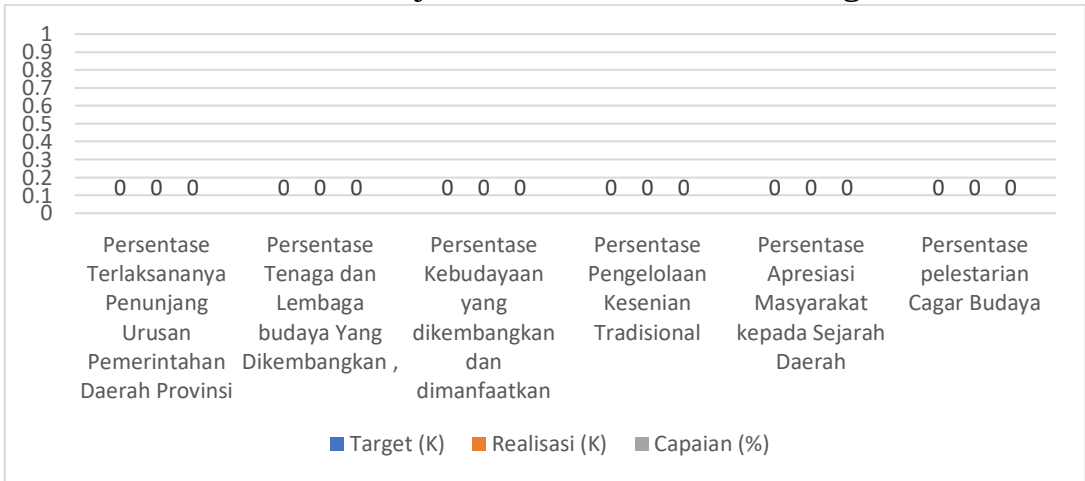 1
0.9
0.8
0.7
0.6
0.5
0.4
0.3
0.2
0.1
0
0 0 0 0 0 0 0 0 0 0 0 0 0 0 0 0 0 0
Persentase
Terlaksananya
Penunjang
Urusan
Pemerintahan
Daerah Provinsi
Persentase
Tenaga dan
Lembaga
budaya Yang
Dikembangkan ,
Persentase
Kebudayaan
yang
dikembangkan
dan
dimanfaatkan
Persentase
Pengelolaan
Kesenian
Tradisional
Persentase
Apresiasi
Masyarakat
kepada Sejarah
Daerah
Persentase
pelestarian
Cagar Budaya
Target (K) Realisasi (K) Capaian (%)